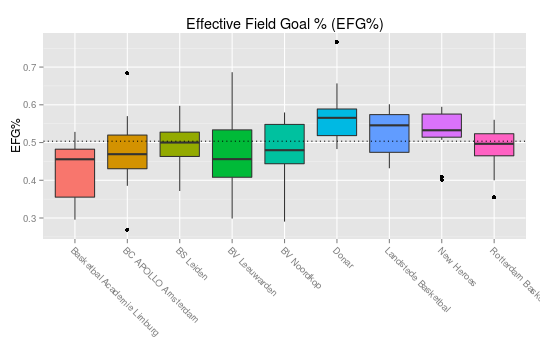 Effective Field Goal % (EFG%)
EFG%
0.7
0.6
0.5
0.4
0.3
Basketbal Academie Limburg
BC APOLLO Amsterdam
BS Leiden
BV Leeuwarden
BV Noordkop
Donar
Landstede Basketbal
New Heroes
Rotterdam